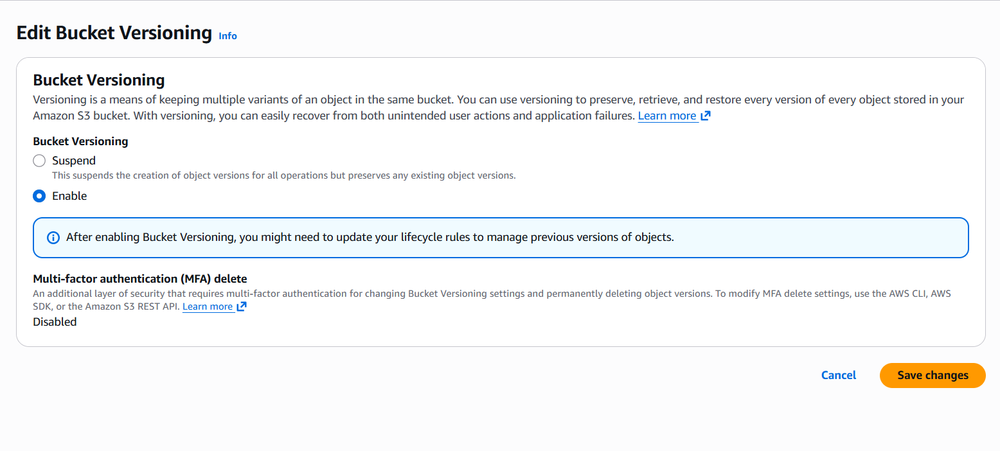 Edit Bucket Versioning Info
Bucket Versioning
Versioning is a means of keeping multiple variants of an object in the same bucket. You can use versioning to preserve, retrieve, and restore every version of every object stored in your
Amazon S3 bucket. With versioning, you can easily recover from both unintended user actions and application failures. Learn more
Bucket Versioning
Suspend
This suspends the creation of object versions for all operations but preserves any existing object versions.
Enable
After enabling Bucket Versioning, you might need to update your lifecycle rules to manage previous versions of objects.
Multi-factor authentication (MFA) delete
An additional layer of security that requires multi-factor authentication for changing Bucket Versioning settings and permanently deleting object versions. To modify MFA delete settings, use the AWS CLI, AWS
SDK, or the Amazon S3 REST API. Learn more
Disabled
Cancel Save changes